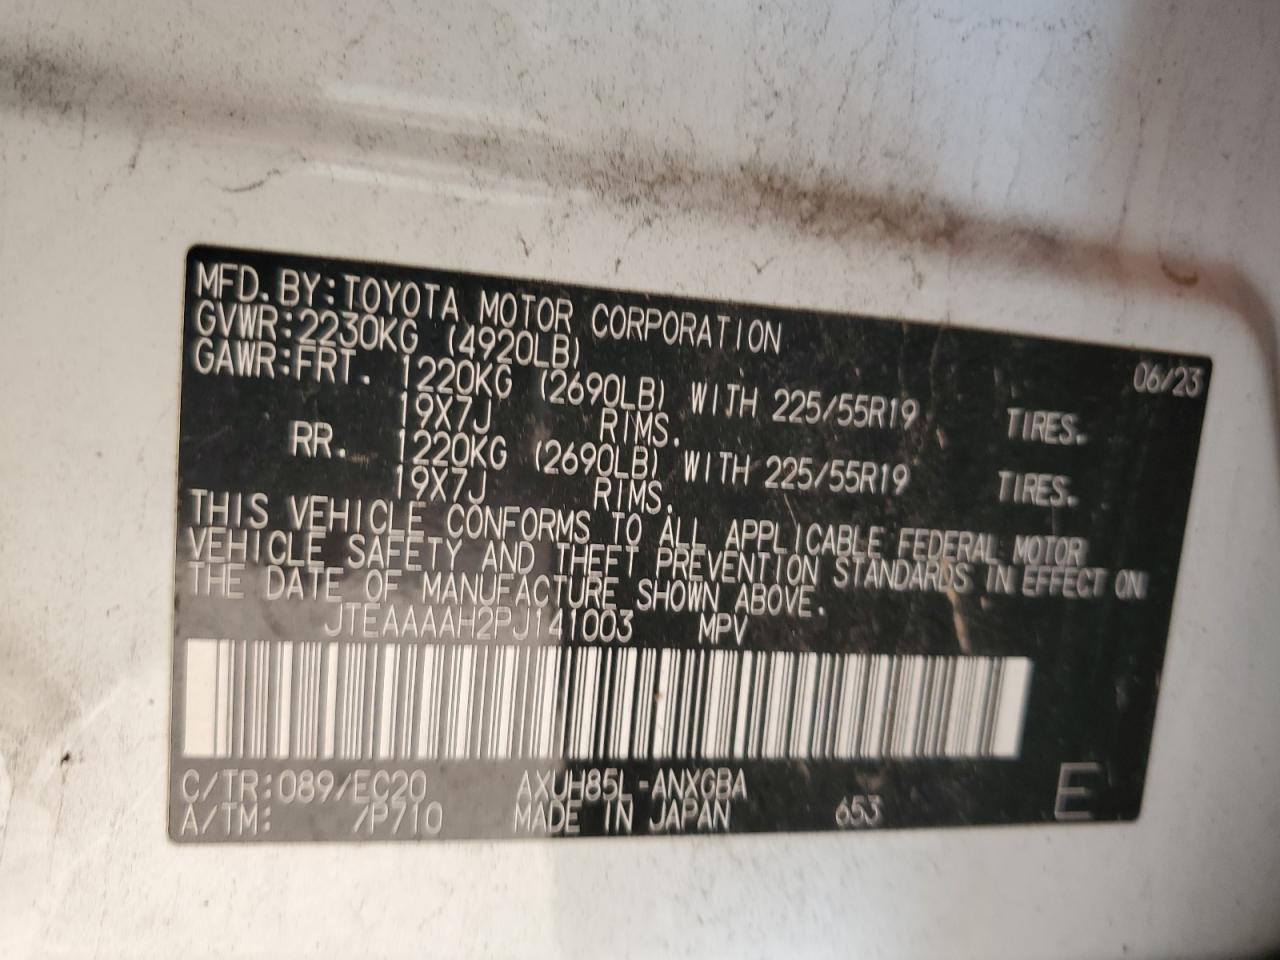 MFD. BY: TOYOTA MOTOR CORPORATION 06/23
GVWR: 2230KG (4920LB)
GAWR: FRT. 1220KG (2690LB) WITH 225/55R19 TIRES.
19X7J RIMS.
RR. 1220KG (2690LB) WITH 225/55R19 TIRES.
19X7J RIMS.
THIS VEHICLE CONFORMS TO ALL APPLICABLE FEDERAL MOTOR
VEHICLE SAFETY AND THEFT PREVENTION STANDARDS IN EFFECT ON
THE DATE OF MANUFACTURE SHOWN ABOVE.
JTEAAAAH2PJ141003 MPV
C/TR: 089/EC20 AXUH85L-ANXGBA
A/TM: /P710 MADE IN JAPAN 653 E